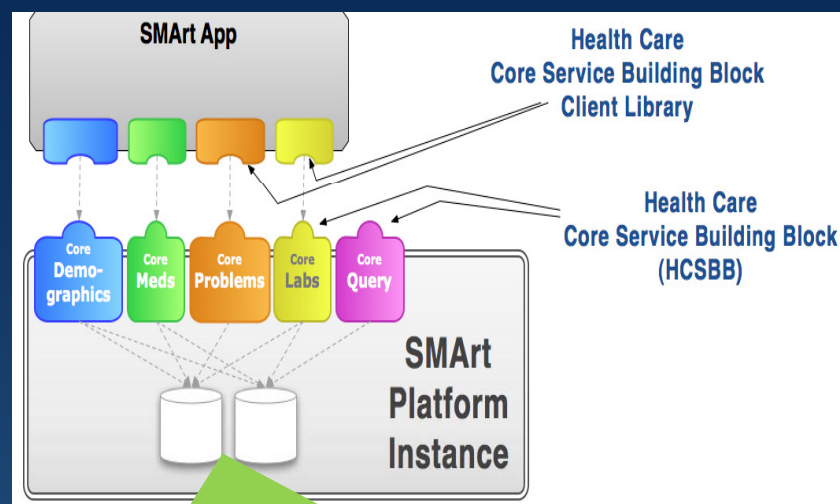 SMArt App
Health Care
Core Service Building Block
Client Library
Health Care
Core Service Building Block
(HCSBB)
Core
Demo-
graphics
Core
Meds
Core
Problems
Core
Labs
Core
Query
SMArt
Platform
Instance